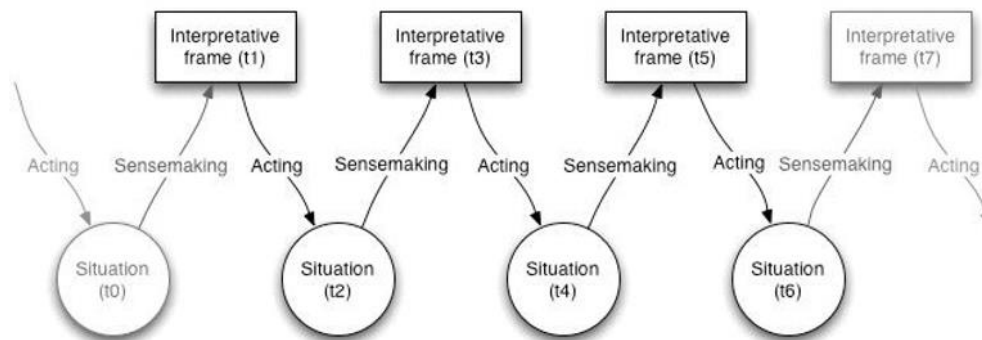 Interpretative
frame (t1)
Interpretative
frame (t3)
Interpretative
frame (t5)
Interpretative
frame (t7)
Acting
Sensemaking
Acting
Sensemaking
Acting
Sensemaking
Acting
Sensemaking
Acting
Situation
(t0)
Situation
(t2)
Situation
(t4)
Situation
(t6)